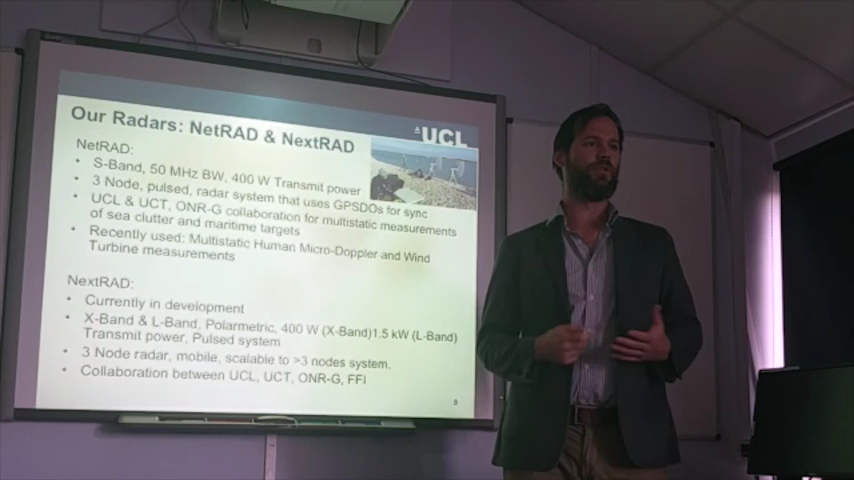 UCL
Our Radars: NetRAD & NextRAD
NetRAD:
• S-Band, 50 MHz BW, 400 W Transmit power
• 3 Node, pulsed, radar system that uses GPSDOs for sync
• UCL & UCT, ONR-G collaboration for multistatic measurements
of sea clutter and maritime targets
• Recently used: Multistatic Human Micro-Doppler and Wind
Turbine measurements
NextRAD:
• Currently in development
• X-Band & L-Band, Polarmetric, 400 W (X-Band)1.5 kW (L-Band)
Transmit power, Pulsed system
• 3 Node radar, mobile, scalable to >3 nodes system.
• Collaboration between UCL, UCT, ONR-G, FFI
8